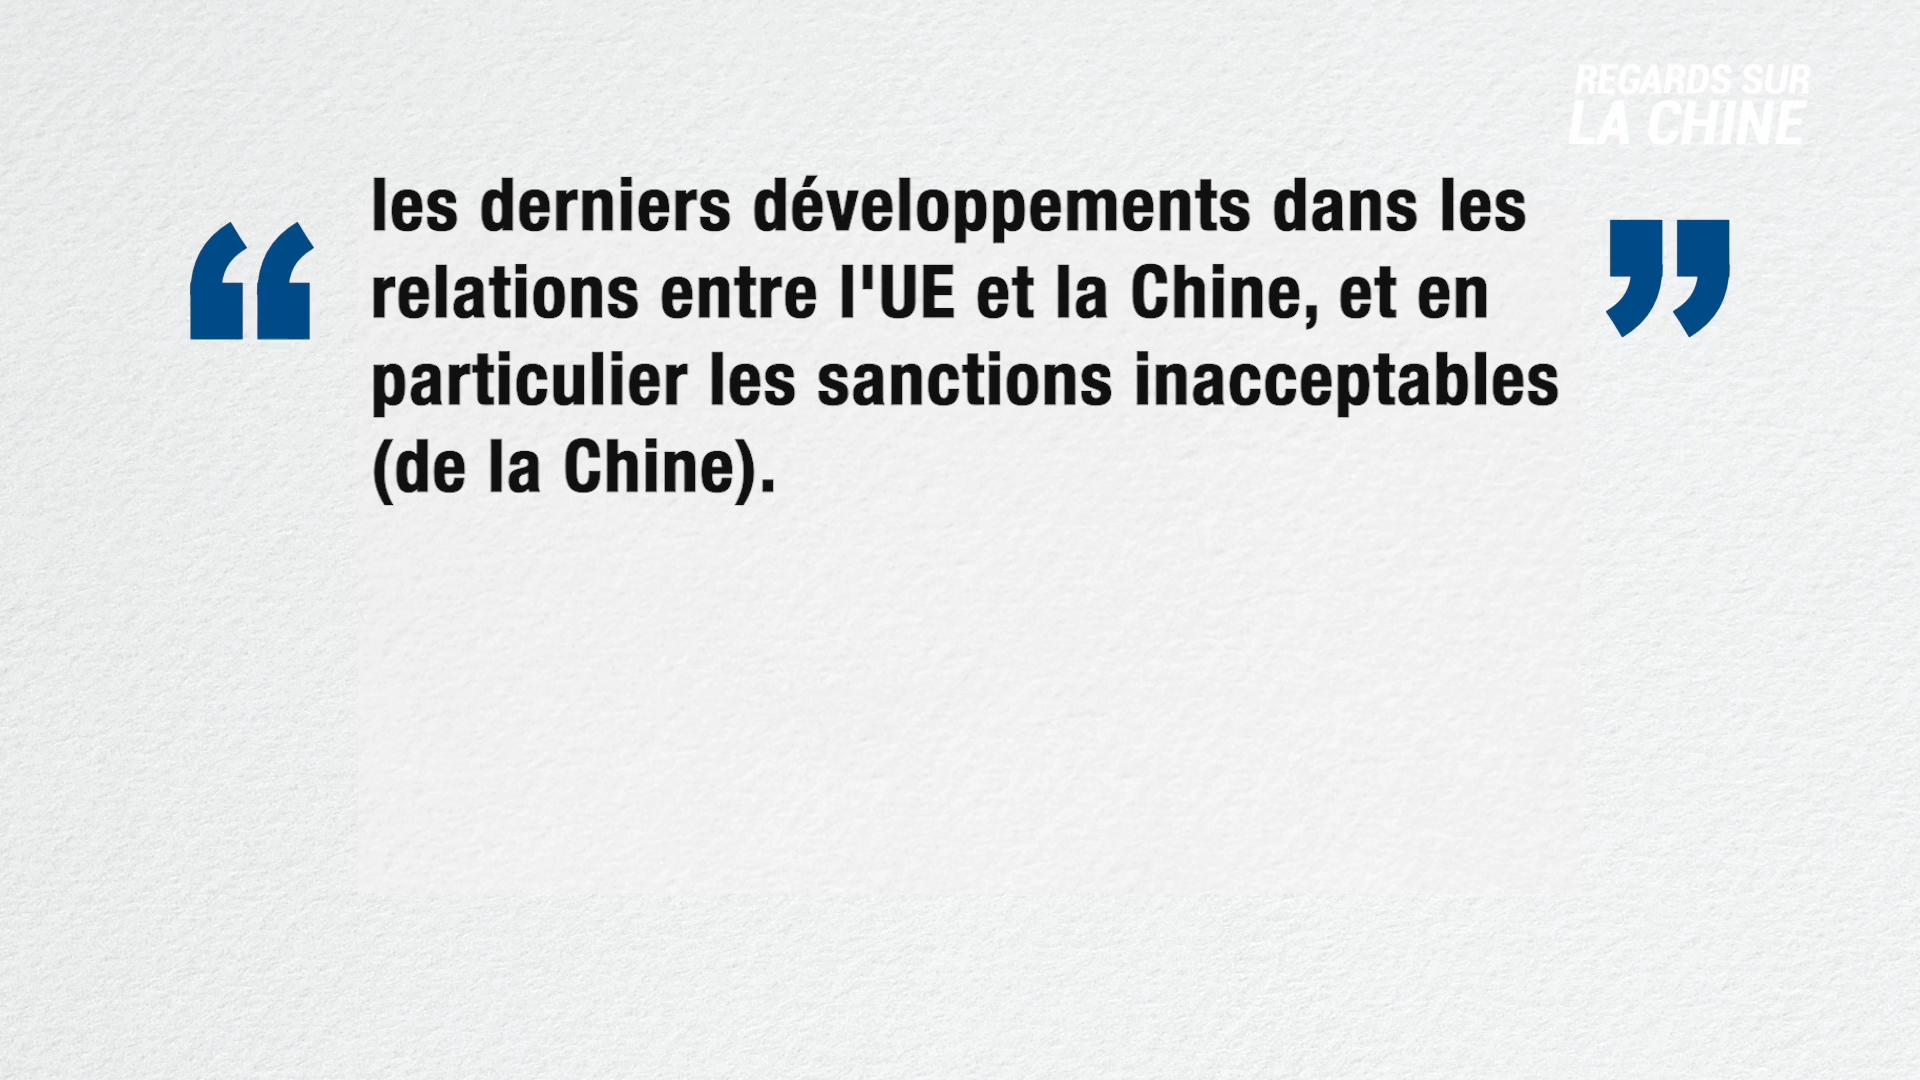 REGARDS SUR
LA CHINE
les derniers développements dans les
relations entre l'UE et la Chine, et en
particulier les sanctions inacceptables
(de la Chine).